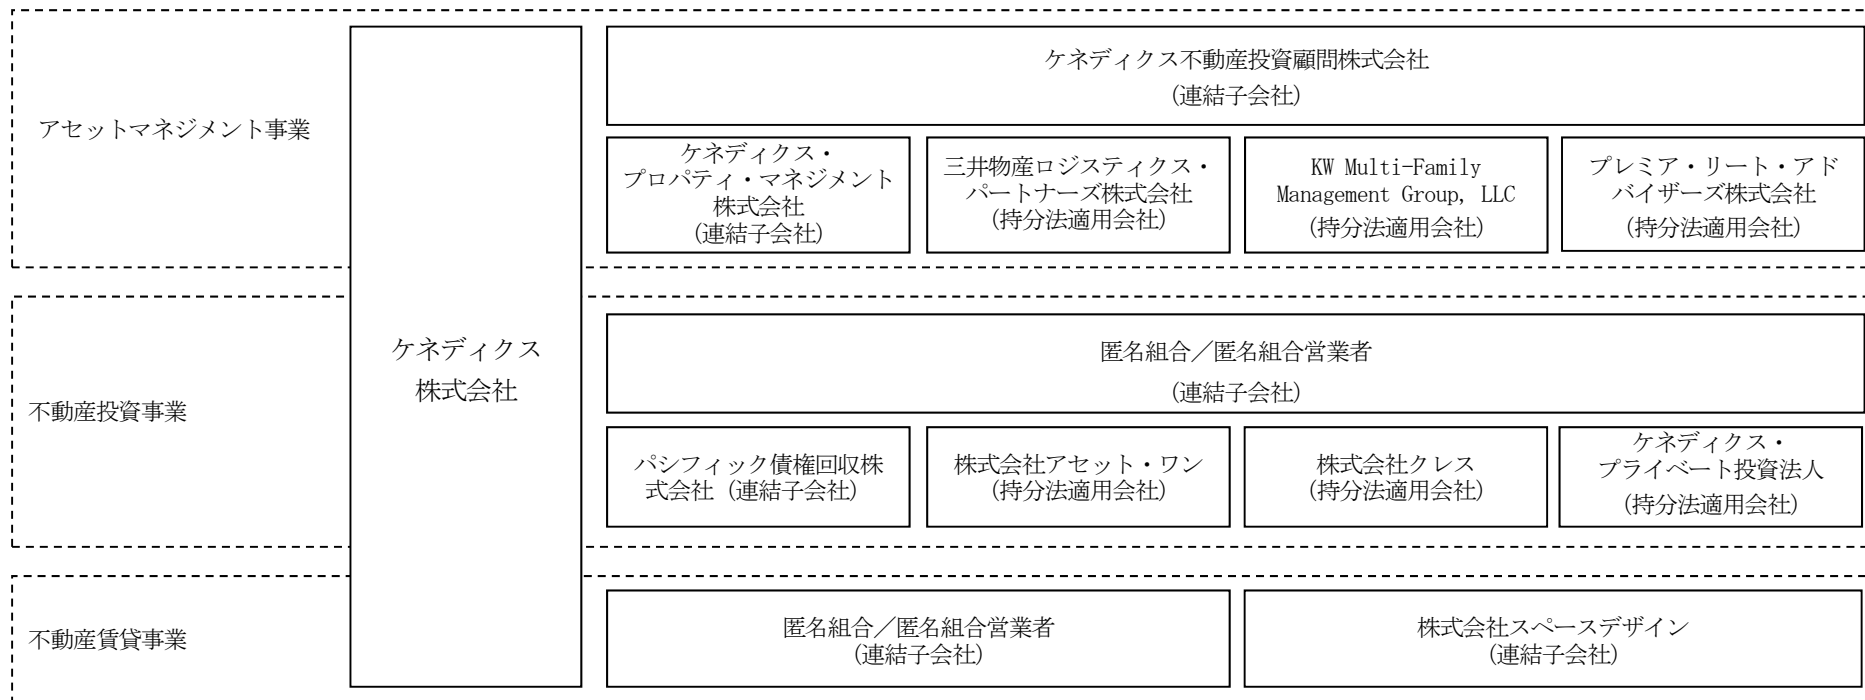 アセットマネジメント事業
ケネディクス不動産投資顧問株式会社
(連結子会社)
ケネディクス・
プロパティ・マネジメント
株式会社
(連結子会社)
三井物産ロジスティクス・
パートナーズ株式会社
(持分法適用会社)
KW Multi-Family
Management Group, LLC
(持分法適用会社)
プレミア・リート・アド
バイザーズ株式会社
(持分法適用会社)
ケネディクス
株式会社
不動産投資事業
匿名組合／匿名組合営業者
(連結子会社)
パシフィック債権回収株
式会社（連結子会社）
株式会社アセット・ワン
(持分法適用会社)
株式会社クレス
(持分法適用会社)
ケネディクス・
プライベート投資法人
(持分法適用会社)
不動産賃貸事業
匿名組合／匿名組合営業者
(連結子会社)
株式会社スペースデザイン
(連結子会社)